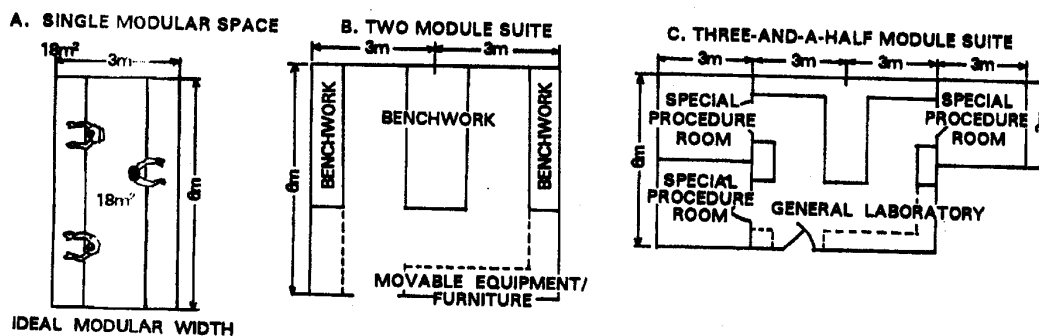 A. SINGLE MODULAR SPACE
18m²
3m
6m
18m²
IDEAL MODULAR WIDTH
B. TWO MODULE SUITE
3m 3m
6m
BENCHWORK
BENCHWORK
BENCHWORK
MOVABLE EQUIPMENT/
FURNITURE
C. THREE-AND-A-HALF MODULE SUITE
3m 3m 3m 3m
6m
SPECIAL
PROCEDURE
ROOM
SPECIAL
PROCEDURE
ROOM
SPECIAL
PROCEDURE
ROOM
GENERAL LABORATORY